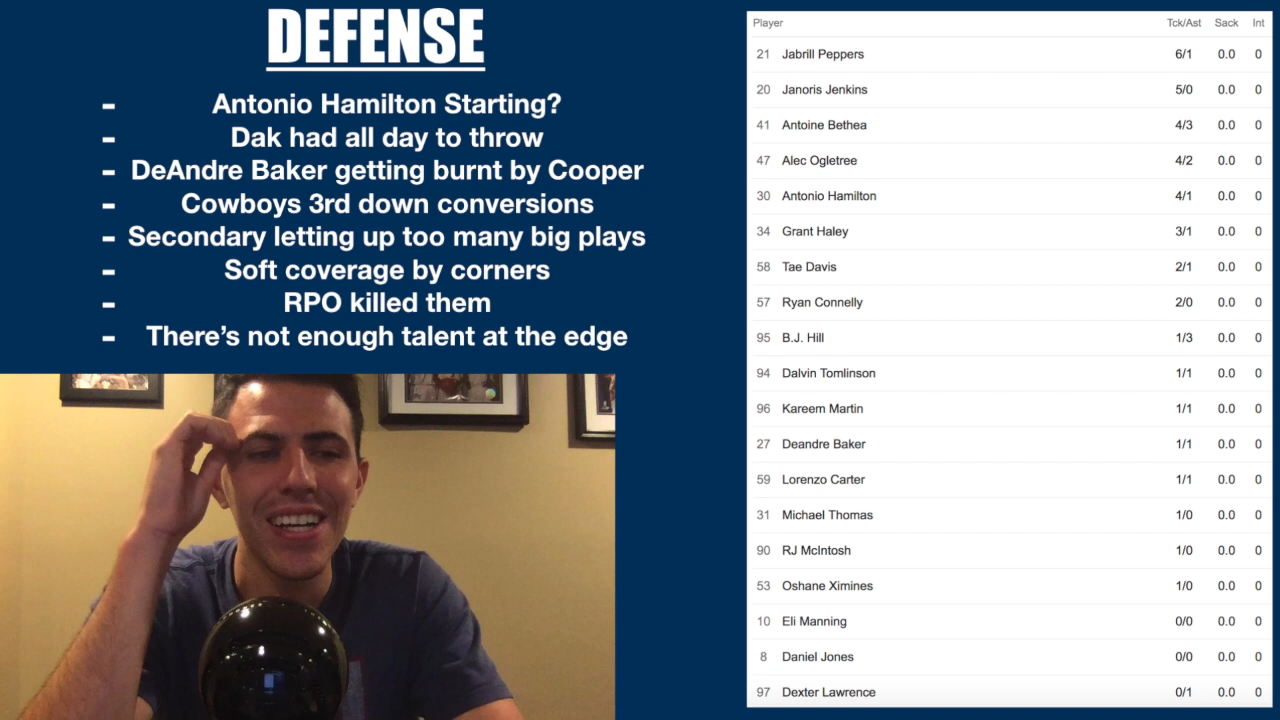 DEFENSE
- Antonio Hamilton Starting?
- Dak had all day to throw
- DeAndre Baker getting burnt by Cooper
- Cowboys 3rd down conversions
- Secondary letting up too many big plays
- Soft coverage by corners
- RPO killed them
- There’s not enough talent at the edge
Player Tck/Ast Sack Int
21 Jabrill Peppers 6/1 0.0 0
20 Janoris Jenkins 5/0 0.0 0
41 Antoine Bethea 4/3 0.0 0
47 Alec Ogletree 4/2 0.0 0
30 Antonio Hamilton 4/1 0.0 0
34 Grant Haley 3/1 0.0 0
58 Tae Davis 2/1 0.0 0
57 Ryan Connelly 2/0 0.0 0
95 B.J. Hill 1/3 0.0 0
94 Dalvin Tomlinson 1/1 0.0 0
96 Kareem Martin 1/1 0.0 0
27 Deandre Baker 1/1 0.0 0
59 Lorenzo Carter 1/1 0.0 0
31 Michael Thomas 1/0 0.0 0
90 RJ McIntosh 1/0 0.0 0
53 Oshane Ximines 1/0 0.0 0
10 Eli Manning 0/0 0.0 0
8 Daniel Jones 0/0 0.0 0
97 Dexter Lawrence 0/1 0.0 0